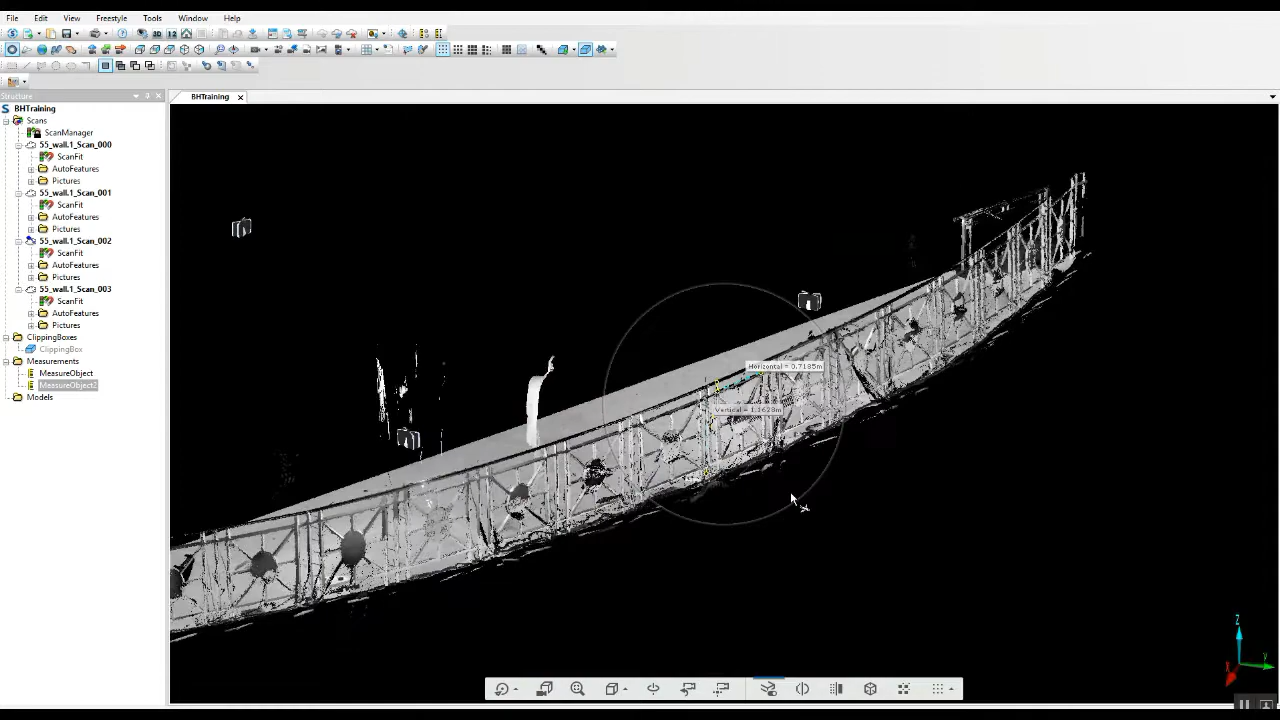 File Edit View Freestyle Tools Window Help
Structure
BHTraining
BHTraining
Scans
ScanManager
55_wall.1_Scan_000
ScanFit
AutoFeatures
Pictures
55_wall.1_Scan_001
ScanFit
AutoFeatures
Pictures
55_wall.1_Scan_002
ScanFit
AutoFeatures
Pictures
55_wall.1_Scan_003
ScanFit
AutoFeatures
Pictures
ClippingBoxes
ClippingBox
Measurements
MeasureObject
MeasureObject2
Models
Horizontal = 0.7185m
Vertical = 1.1628m
Z
X
Y